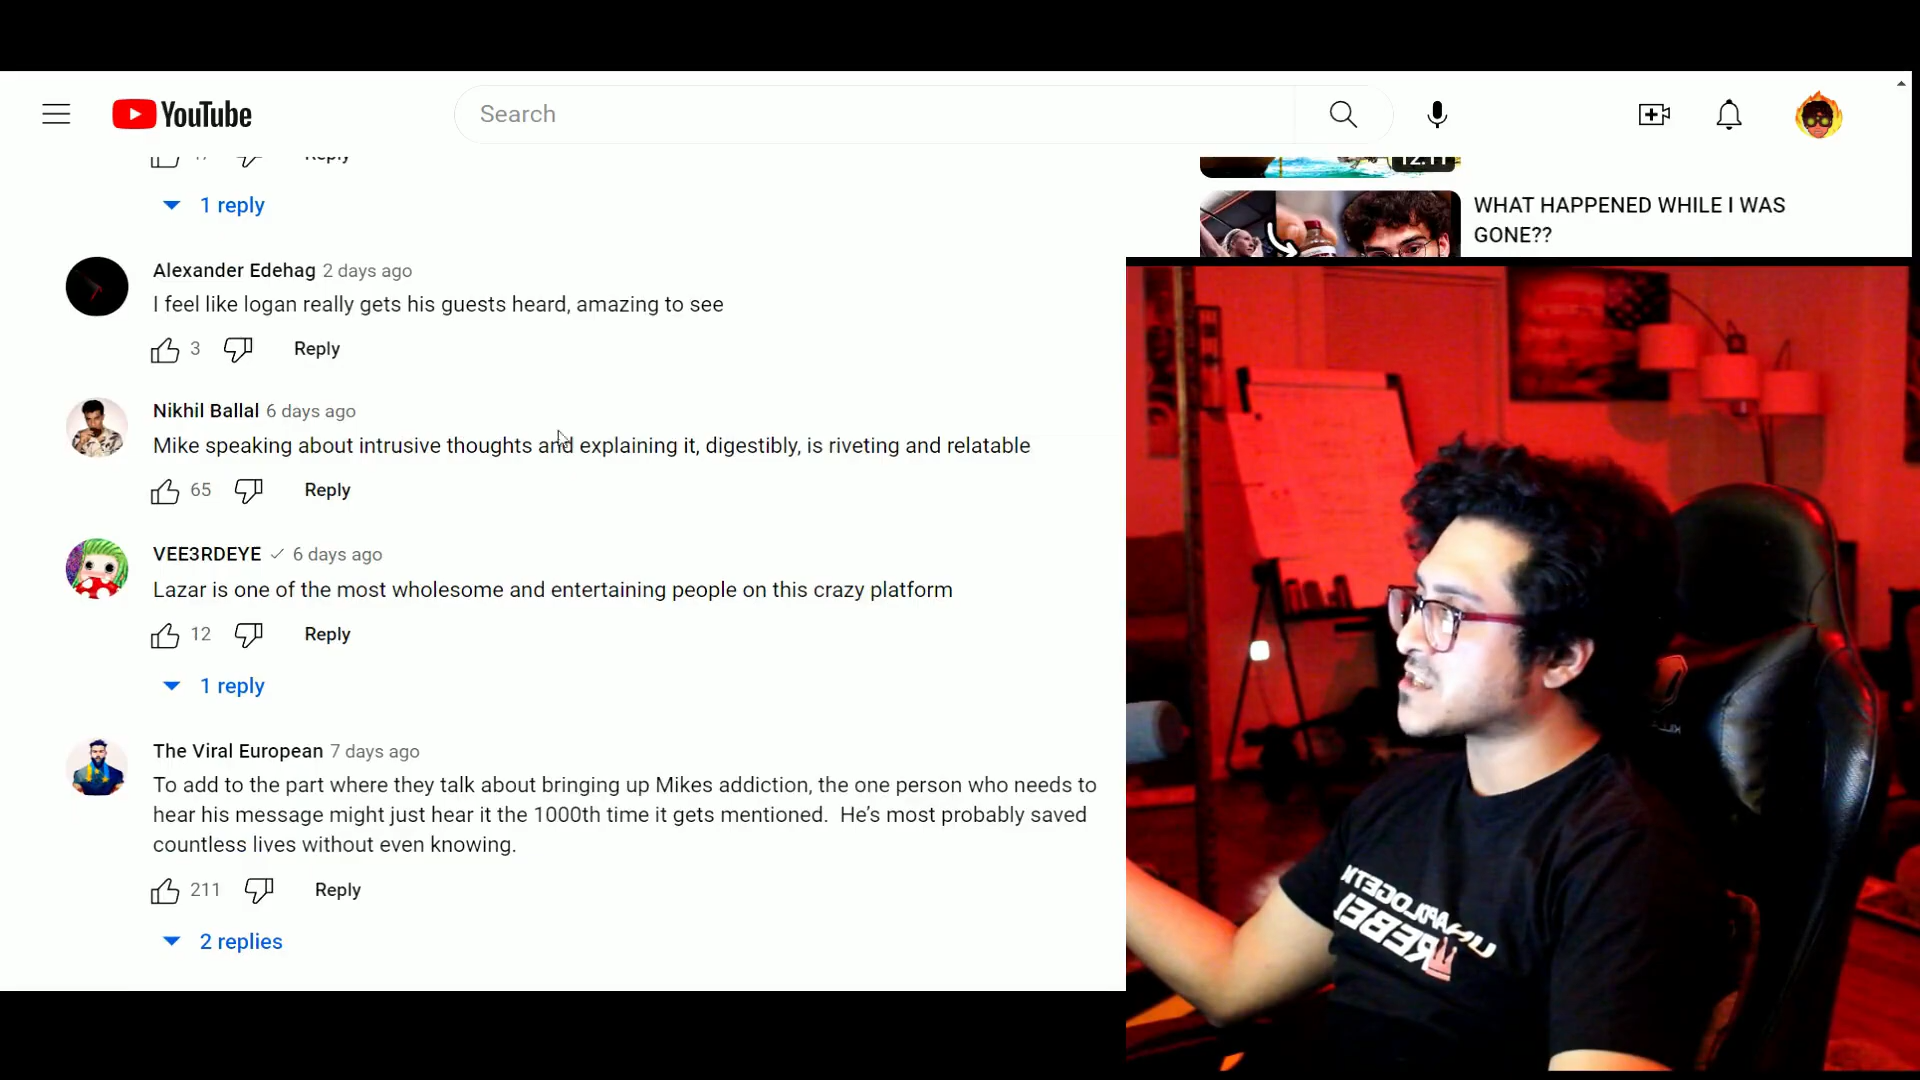 YouTube
Search
Reply
12:11
1 reply
WHAT HAPPENED WHILE I WAS
GONE??
Alexander Edehag 2 days ago
I feel like logan really gets his guests heard, amazing to see
3 Reply
Nikhil Ballal 6 days ago
Mike speaking about intrusive thoughts and explaining it, digestibly, is riveting and relatable
65 Reply
VEE3RDEYE 6 days ago
Lazar is one of the most wholesome and entertaining people on this crazy platform
12 Reply
1 reply
The Viral European 7 days ago
To add to the part where they talk about bringing up Mikes addiction, the one person who needs to
hear his message might just hear it the 1000th time it gets mentioned.  He’s most probably saved
countless lives without even knowing.
211 Reply
2 replies
UNAPOLOGETIC
REBEL